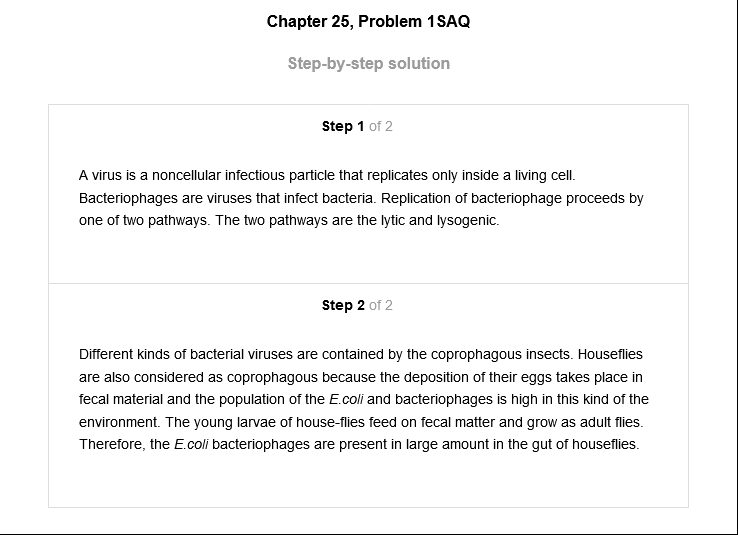 Chapter 25, Problem 1SAQ
Step-by-step solution
Step 1 of 2
A virus is a noncellular infectious particle that replicates only inside a living cell.
Bacteriophages are viruses that infect bacteria. Replication of bacteriophage proceeds by
one of two pathways. The two pathways are the lytic and lysogenic.
Step 2 of 2
Different kinds of bacterial viruses are contained by the coprophagous insects. Houseflies
are also considered as coprophagous because the deposition of their eggs takes place in
fecal material and the population of the E.coli and bacteriophages is high in this kind of the
environment. The young larvae of house-flies feed on fecal matter and grow as adult flies.
Therefore, the E.coli bacteriophages are present in large amount in the gut of houseflies.